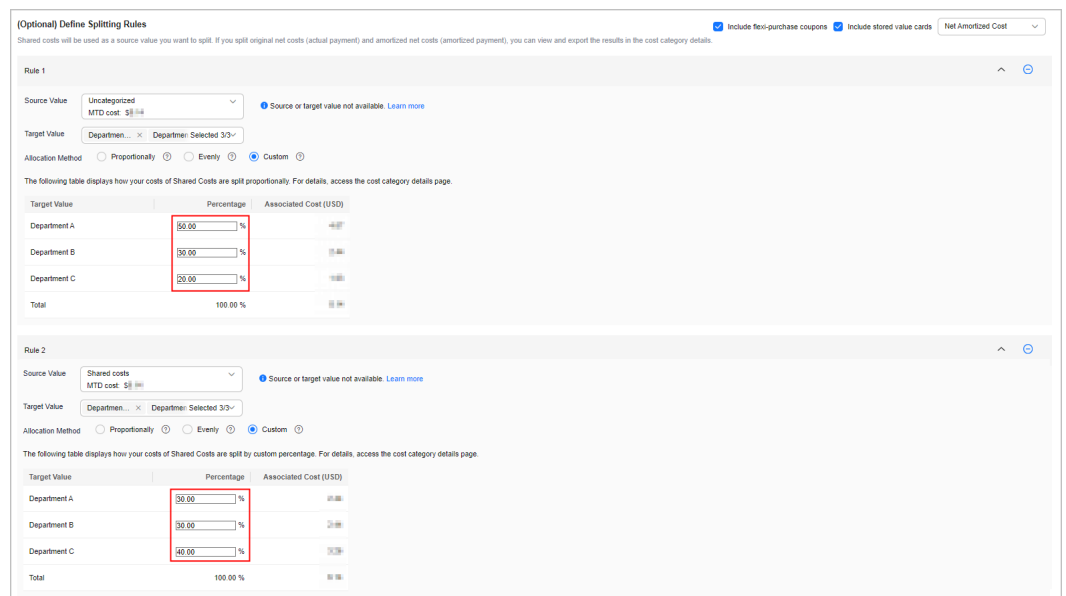 (Optional) Define Splitting Rules
Include flexi-purchase coupons Include stored value cards Net Amortized Cost
Shared costs will be used as a source value you want to split. If you split original net costs (actual payment) and amortized net costs (amortized payment), you can view and export the results in the cost category details.
Rule 1
Source Value Uncategorized
MTD cost: $
Source or target value not available. Learn more
Target Value Departmen... × Departmen Selected 3/3
Allocation Method Proportionally Evenly Custom
The following table displays how your costs of Shared Costs are split proportionally. For details, access the cost category details page.
Target Value Percentage Associated Cost (USD)
Department A 50.00 %
Department B 30.00 %
Department C 20.00 %
Total 100.00 %
Rule 2
Source Value Shared costs
MTD cost: $
Source or target value not available. Learn more
Target Value Departmen... × Departmen Selected 3/3
Allocation Method Proportionally Evenly Custom
The following table displays how your costs of Shared Costs are split by custom percentage. For details, access the cost category details page.
Target Value Percentage Associated Cost (USD)
Department A 30.00 %
Department B 30.00 %
Department C 40.00 %
Total 100.00 %